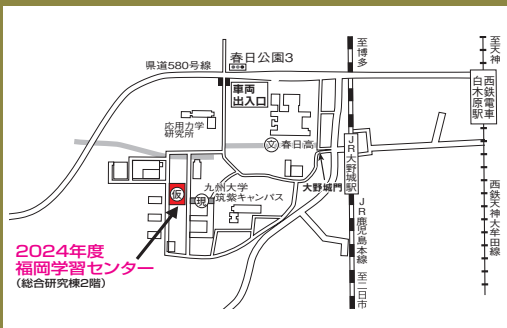 県道580号線
春日公園3
車両
出入口
至博多
至天神
西鉄電車
白木原駅
応用力学
研究所
文
春日高
大野城門
JR大野城駅
仮
現
九州大学
筑紫キャンパス
2024年度
福岡学習センター
(総合研究棟2階)
JR鹿児島本線
至二日市
西鉄天神大牟田線